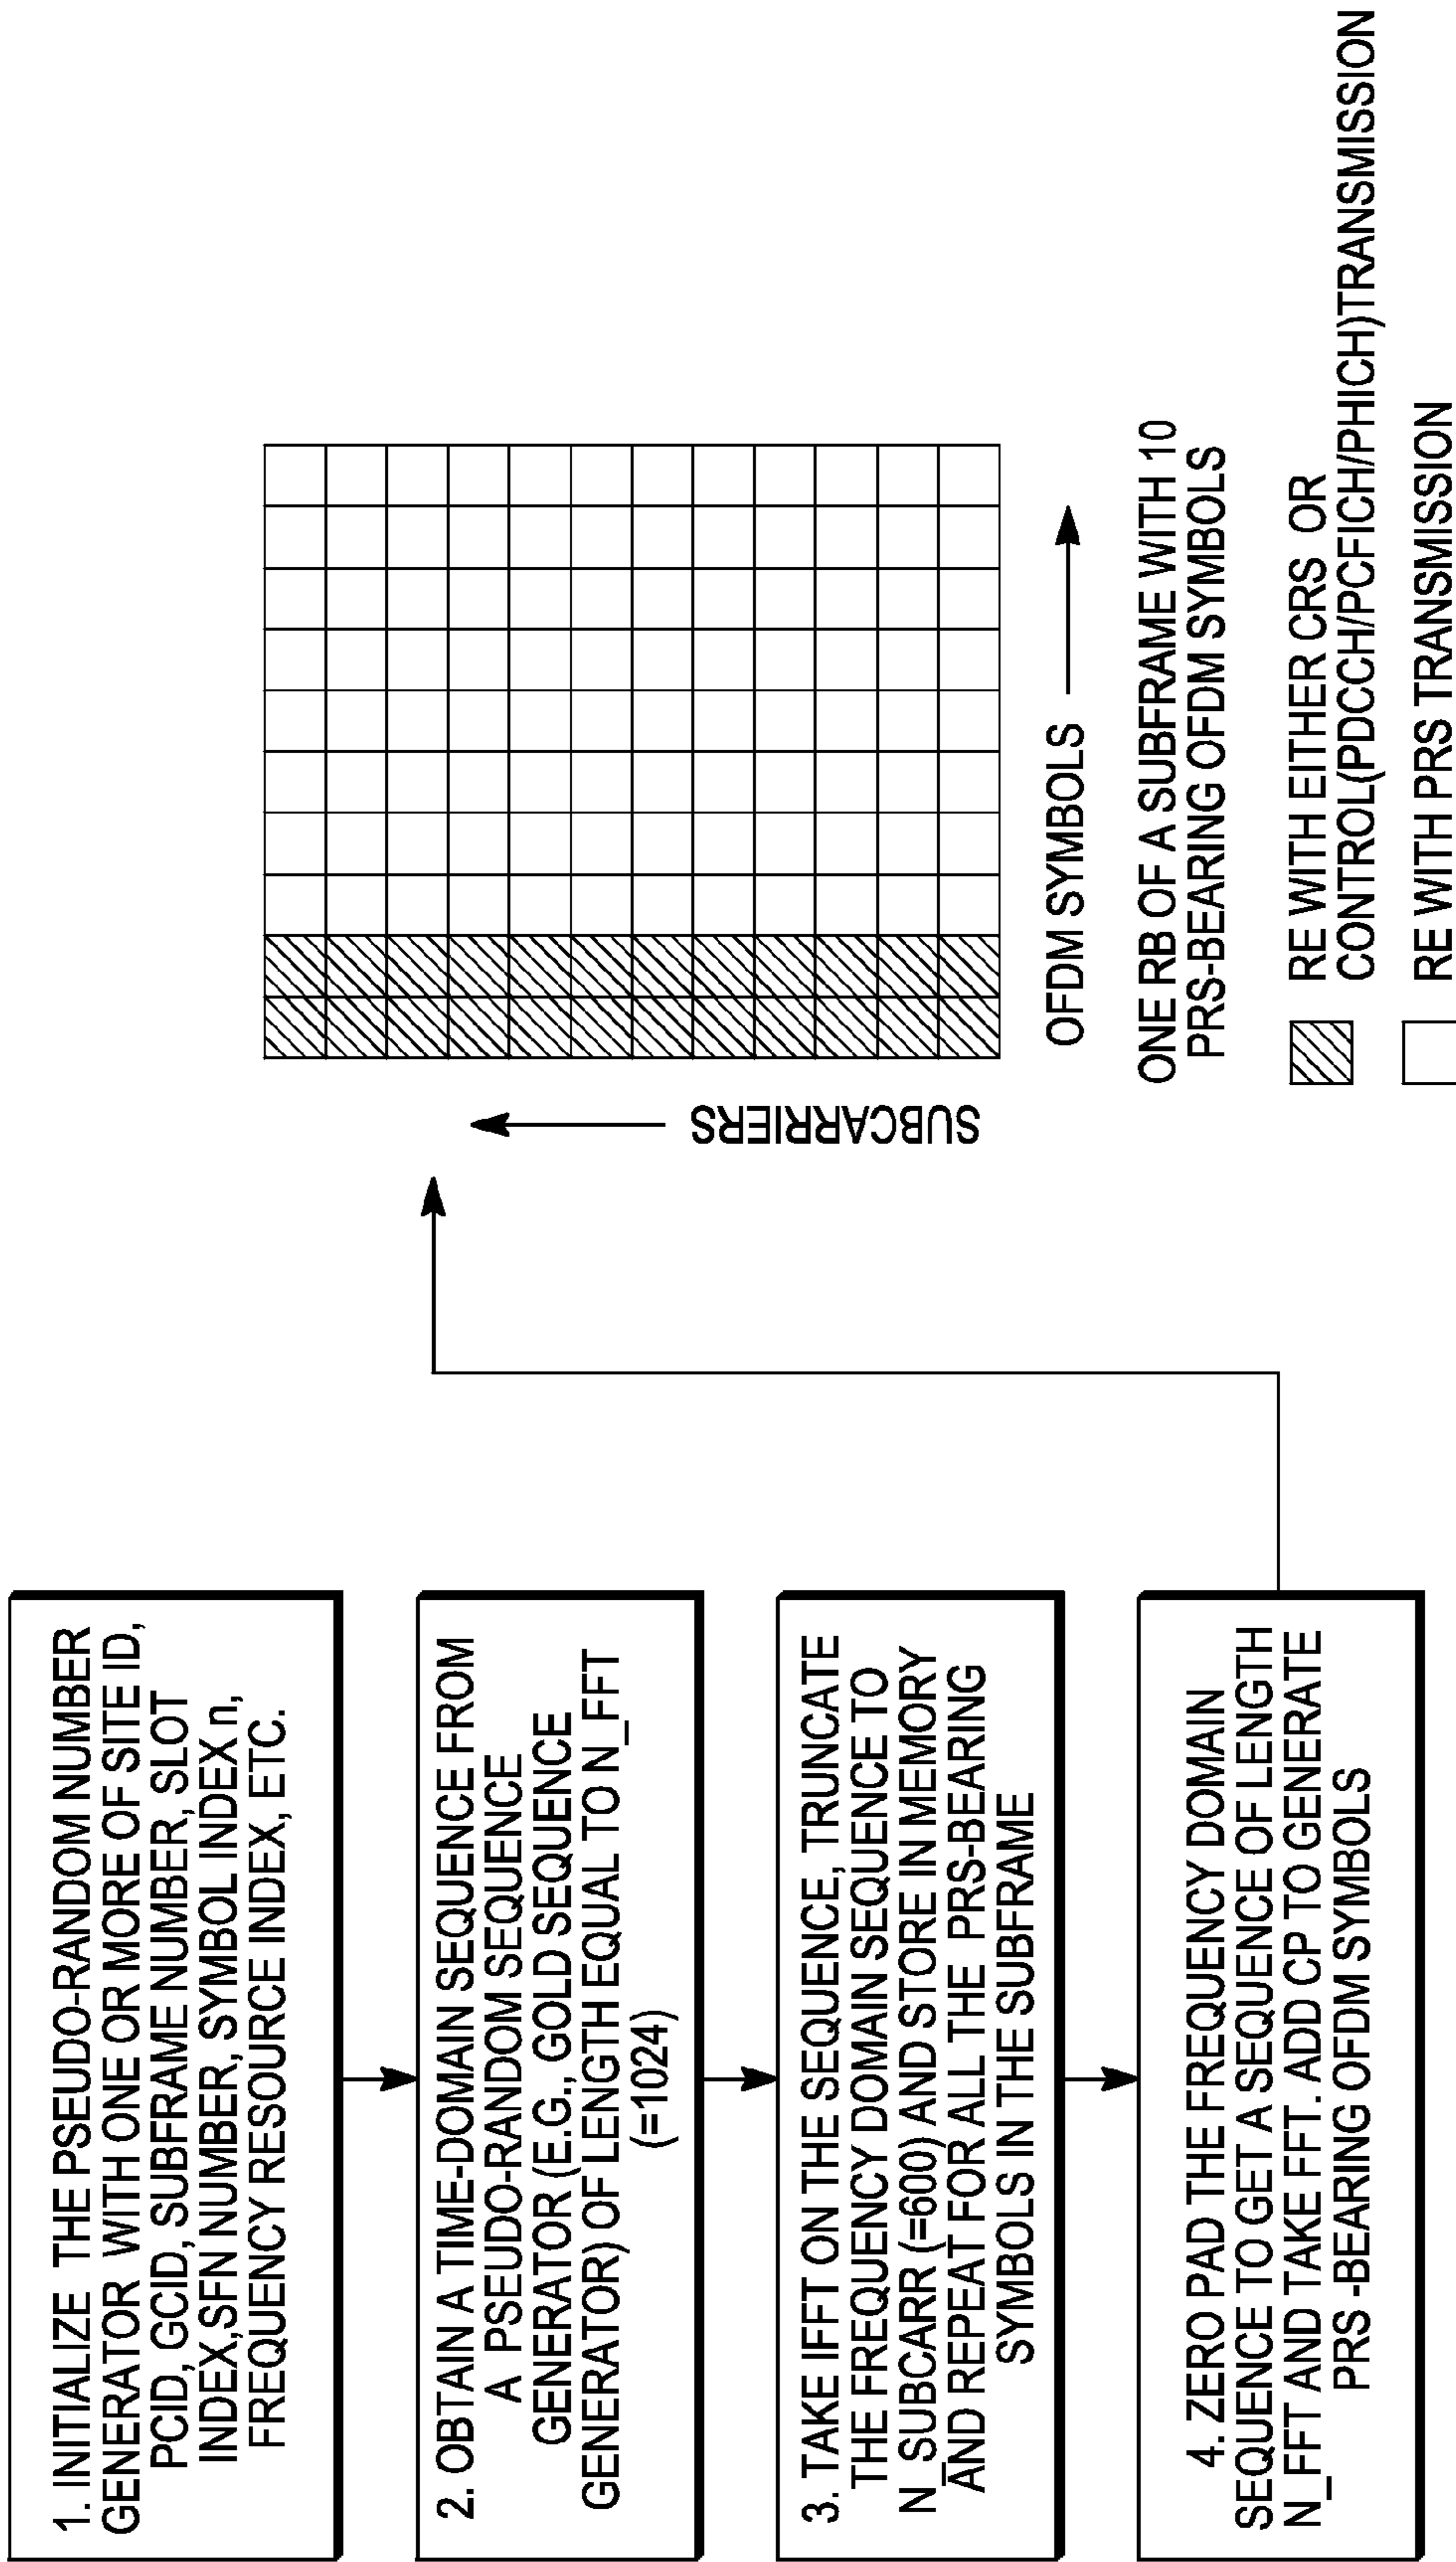 1. INITIALIZE THE PSEUDO-RANDOM NUMBER
GENERATOR WITH ONE OR MORE OF SITE ID,
PCID, GCID, SUBFRAME NUMBER, SLOT
INDEX,SFN NUMBER, SYMBOL INDEX n,
FREQUENCY RESOURCE INDEX, ETC.
2. OBTAIN A TIME-DOMAIN SEQUENCE FROM
A PSEUDO-RANDOM SEQUENCE
GENERATOR (E.G., GOLD SEQUENCE
GENERATOR) OF LENGTH EQUAL TO N_FFT
(=1024)
3. TAKE IFFT ON THE SEQUENCE, TRUNCATE
THE FREQUENCY DOMAIN SEQUENCE TO
N_SUBCARR (=600) AND STORE IN MEMORY
AND REPEAT FOR ALL THE PRS-BEARING
SYMBOLS IN THE SUBFRAME
4. ZERO PAD THE FREQUENCY DOMAIN
SEQUENCE TO GET A SEQUENCE OF LENGTH
N_FFT AND TAKE FFT. ADD CP TO GENERATE
PRS -BEARING OFDM SYMBOLS
SUBCARRIERS
OFDM SYMBOLS
ONE RB OF A SUBFRAME WITH 10
PRS-BEARING OFDM SYMBOLS
RE WITH EITHER CRS OR
CONTROL(PDCCH/PCFICH/PHICH)TRANSMISSION
RE WITH PRS TRANSMISSION